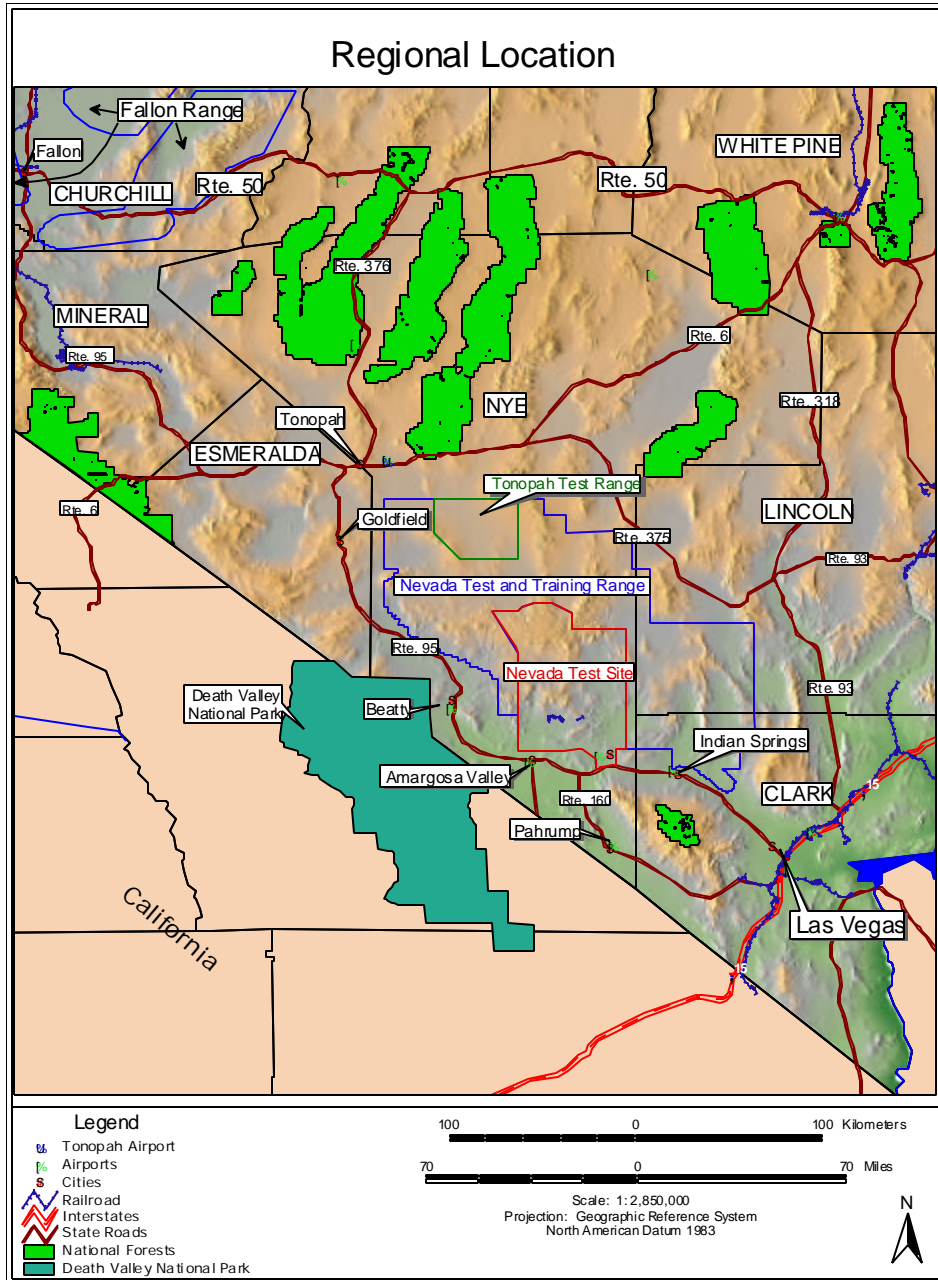 Regional Location
Fallon Range
Fallon
WHITE PINE
CHURCHILL
Rte. 50
Rte. 50
Rte. 376
MINERAL
Rte. 95
Rte. 6
NYE
Rte. 318
Tonopah
ESMERALDA
Tonopah Test Range
Rte. 6
Goldfield
LINCOLN
Rte. 375
Rte. 93
Nevada Test and Training Range
Rte. 95
Nevada Test Site
Rte. 93
Death Valley
National Park
Beatty
Indian Springs
Amargosa Valley
CLARK
15
Rte. 160
Pahrump
California
Las Vegas
15
Legend
Tonopah Airport
Airports
Cities
Railroad
Interstates
State Roads
National Forests
Death Valley National Park
100 0 100 Kilometers
70 0 70 Miles
Scale: 1:2,850,000
Projection: Geographic Reference System
North American Datum 1983
N